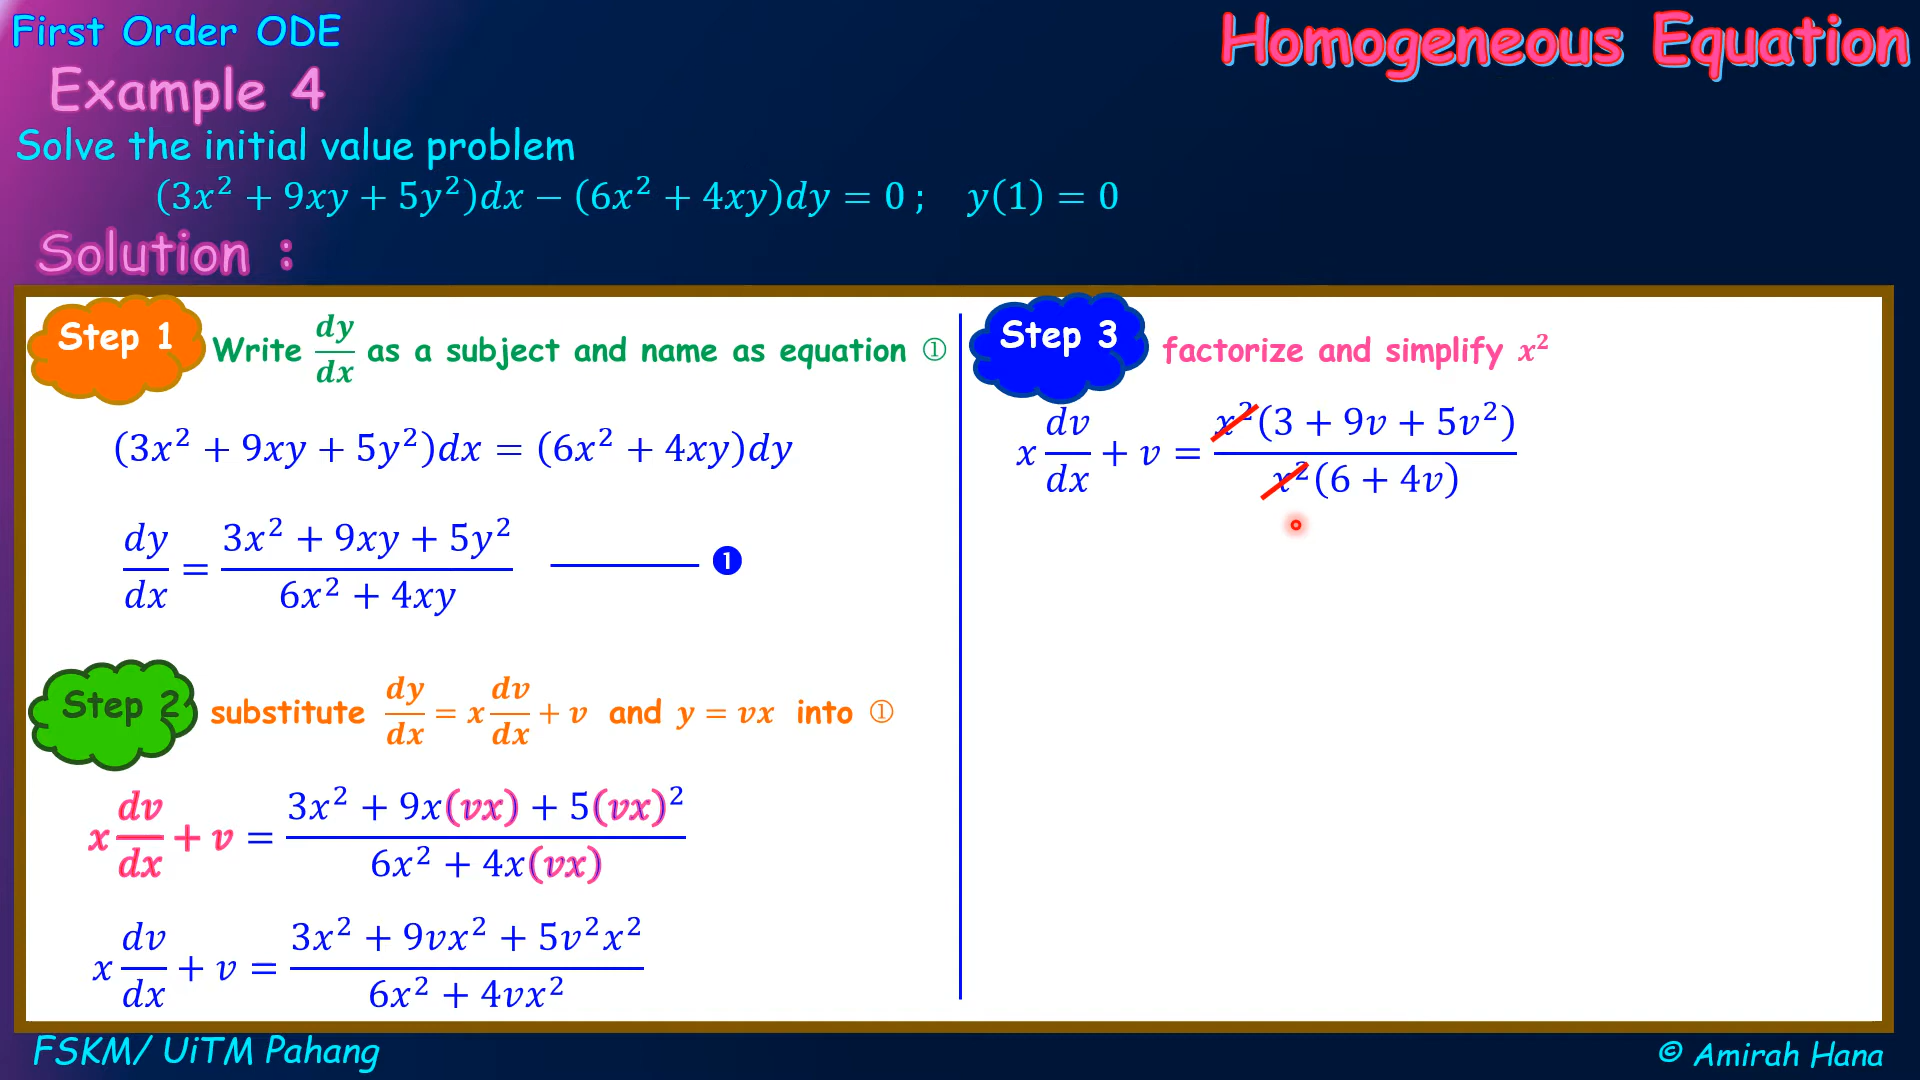 First Order ODE
Homogeneous Equation
Example 4
Solve the initial value problem
(3x² + 9xy + 5y²)dx − (6x² + 4xy)dy = 0 ;    y(1) = 0
Solution :
Step 1
Write dy/dx as a subject and name as equation ①
(3x² + 9xy + 5y²)dx = (6x² + 4xy)dy
dy/dx = (3x² + 9xy + 5y²)/(6x² + 4xy) ——— ❶
Step 2
substitute dy/dx = x dv/dx + v and y = vx into ①
x dv/dx + v = (3x² + 9x(vx) + 5(vx)²)/(6x² + 4x(vx))
x dv/dx + v = (3x² + 9vx² + 5v²x²)/(6x² + 4vx²)
Step 3
factorize and simplify x²
x dv/dx + v = x²(3 + 9v + 5v²)/x²(6 + 4v)
FSKM/ UiTM Pahang
© Amirah Hana